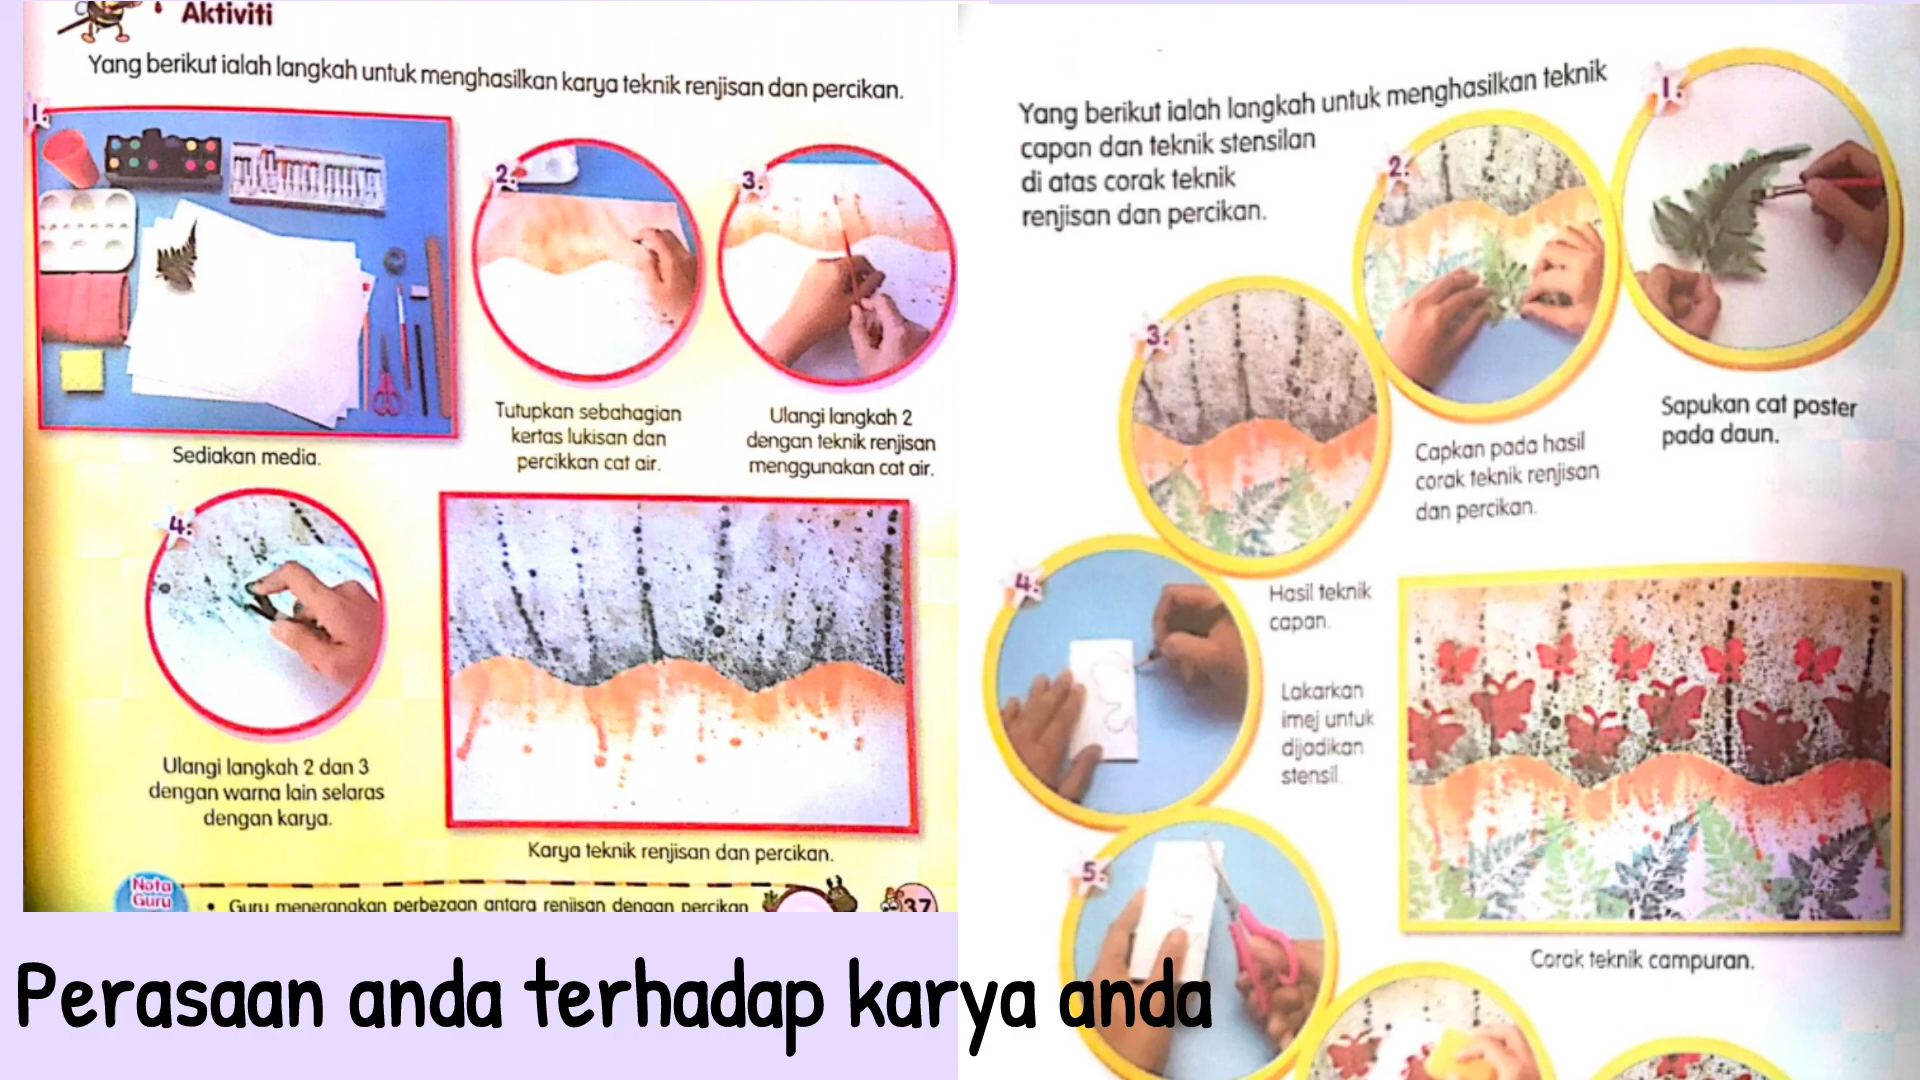 Aktiviti
Yang berikut ialah langkah untuk menghasilkan karya teknik renjisan dan percikan.
1.
Sediakan media.
2.
Tutupkan sebahagian
kertas lukisan dan
percikkan cat air.
3.
Ulangi langkah 2
dengan teknik renjisan
menggunakan cat air.
4.
Ulangi langkah 2 dan 3
dengan warna lain selaras
dengan karya.
Karya teknik renjisan dan percikan.
Nota
Guru
• Guru menerangkan perbezaan antara renjisan dengan percikan
37
Yang berikut ialah langkah untuk menghasilkan teknik
capan dan teknik stensilan
di atas corak teknik
renjisan dan percikan.
1.
Sapukan cat poster
pada daun.
2.
Capkan pada hasil
corak teknik renjisan
dan percikan.
3.
Hasil teknik
capan.
4.
Lakarkan
imej untuk
dijadikan
stensil.
5.
Corak teknik campuran.
Perasaan anda terhadap karya anda